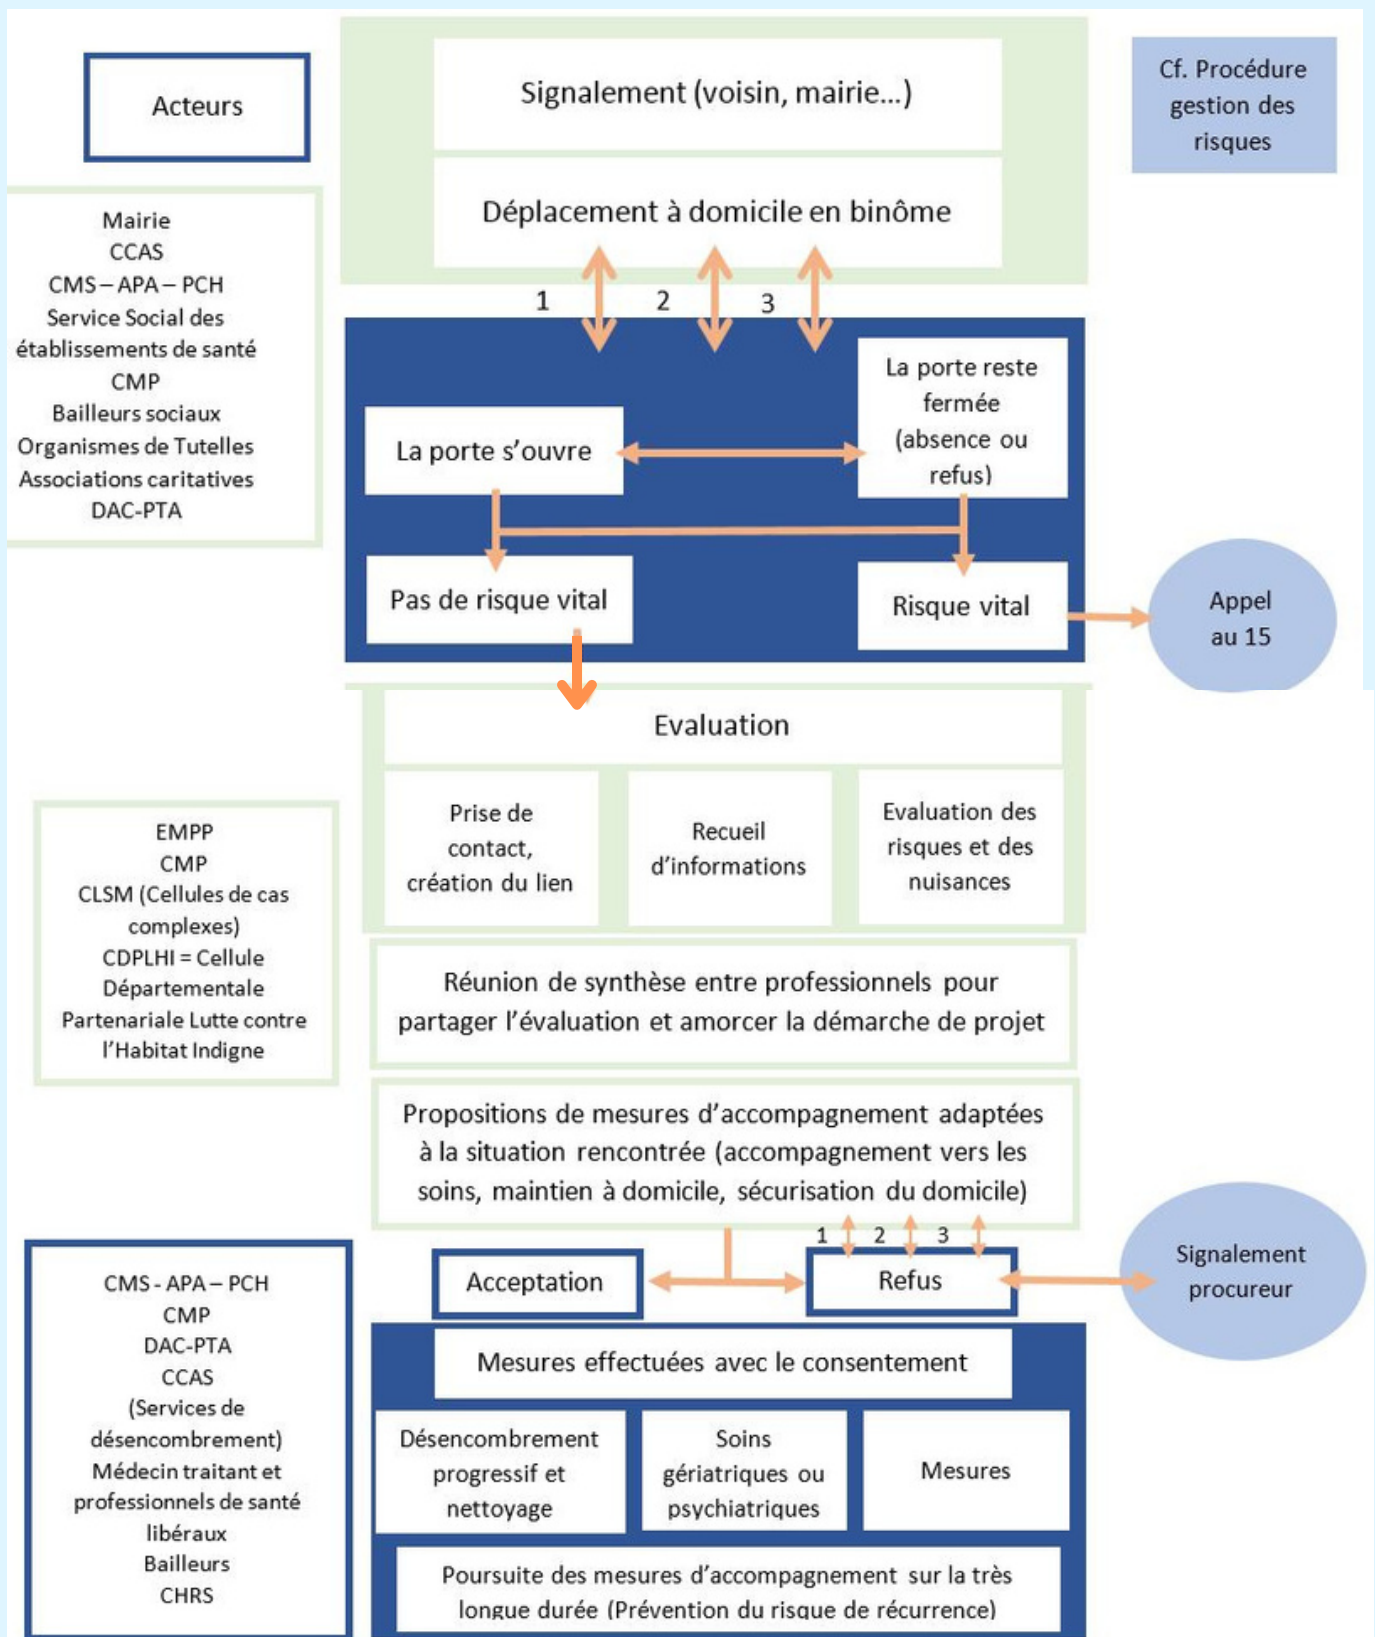 Acteurs
Signalement (voisin, mairie...)
Cf. Procédure
gestion des
risques
Déplacement à domicile en binôme
Mairie
CCAS
CMS – APA – PCH
Service Social des
établissements de santé
CMP
Bailleurs sociaux
Organismes de Tutelles
Associations caritatives
DAC-PTA
1
2
3
La porte s’ouvre
La porte reste
fermée
(absence ou
refus)
Pas de risque vital
Risque vital
Appel
au 15
Evaluation
Prise de
contact,
création du lien
Recueil
d’informations
Evaluation des
risques et des
nuisances
EMPP
CMP
CLSM (Cellules de cas
complexes)
CDPLHI = Cellule
Départementale
Partenariale Lutte contre
l’Habitat Indigne
Réunion de synthèse entre professionnels pour
partager l’évaluation et amorcer la démarche de projet
Propositions de mesures d’accompagnement adaptées
à la situation rencontrée (accompagnement vers les
soins, maintien à domicile, sécurisation du domicile)
1
2
3
Acceptation
Refus
Signalement
procureur
CMS - APA – PCH
CMP
DAC-PTA
CCAS
(Services de
désencombrement)
Médecin traitant et
professionnels de santé
libéraux
Bailleurs
CHRS
Mesures effectuées avec le consentement
Désencombrement
progressif et
nettoyage
Soins
gériatriques ou
psychiatriques
Mesures
Poursuite des mesures d’accompagnement sur la très
longue durée (Prévention du risque de récurrence)